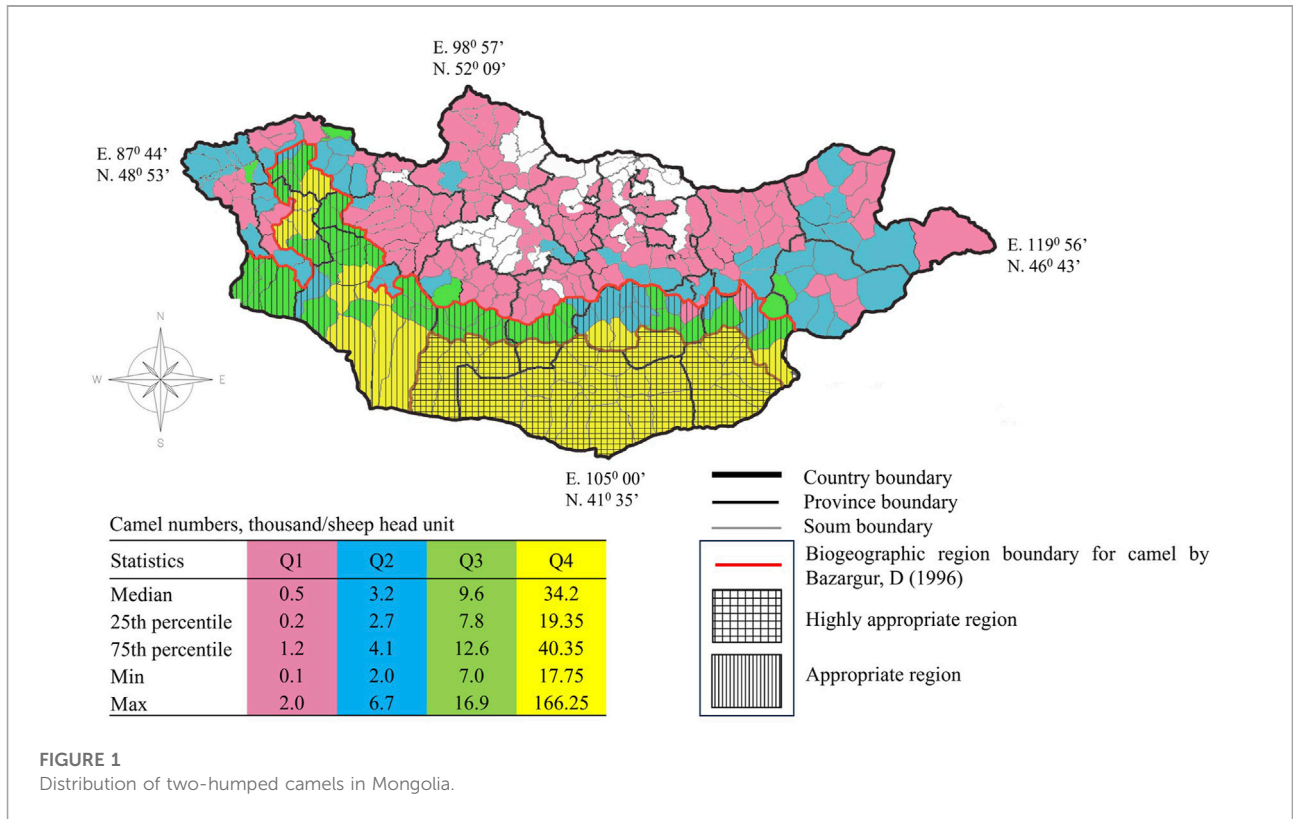 E. 98⁰ 57’
N. 52⁰ 09’
E. 87⁰ 44’
N. 48⁰ 53’
E. 119⁰ 56’
N. 46⁰ 43’
N
W
E
S
E. 105⁰ 00’
N. 41⁰ 35’
Country boundary
Province boundary
Soum boundary
Biogeographic region boundary for camel by
Bazargur, D (1996)
Highly appropriate region
Appropriate region
Camel numbers, thousand/sheep head unit
Statistics Q1 Q2 Q3 Q4
Median 0.5 3.2 9.6 34.2
25th percentile 0.2 2.7 7.8 19.35
75th percentile 1.2 4.1 12.6 40.35
Min 0.1 2.0 7.0 17.75
Max 2.0 6.7 16.9 166.25
FIGURE 1
Distribution of two-humped camels in Mongolia.